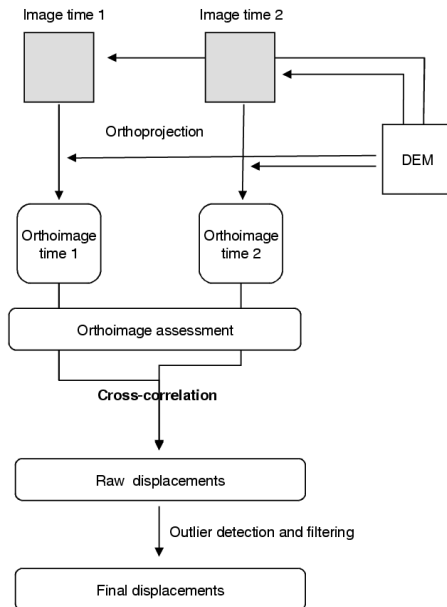 Image time 1
Image time 2
Orthoprojection
DEM
Orthoimage
time 1
Orthoimage
time 2
Orthoimage assessment
Cross-correlation
Raw displacements
Outlier detection and filtering
Final displacements